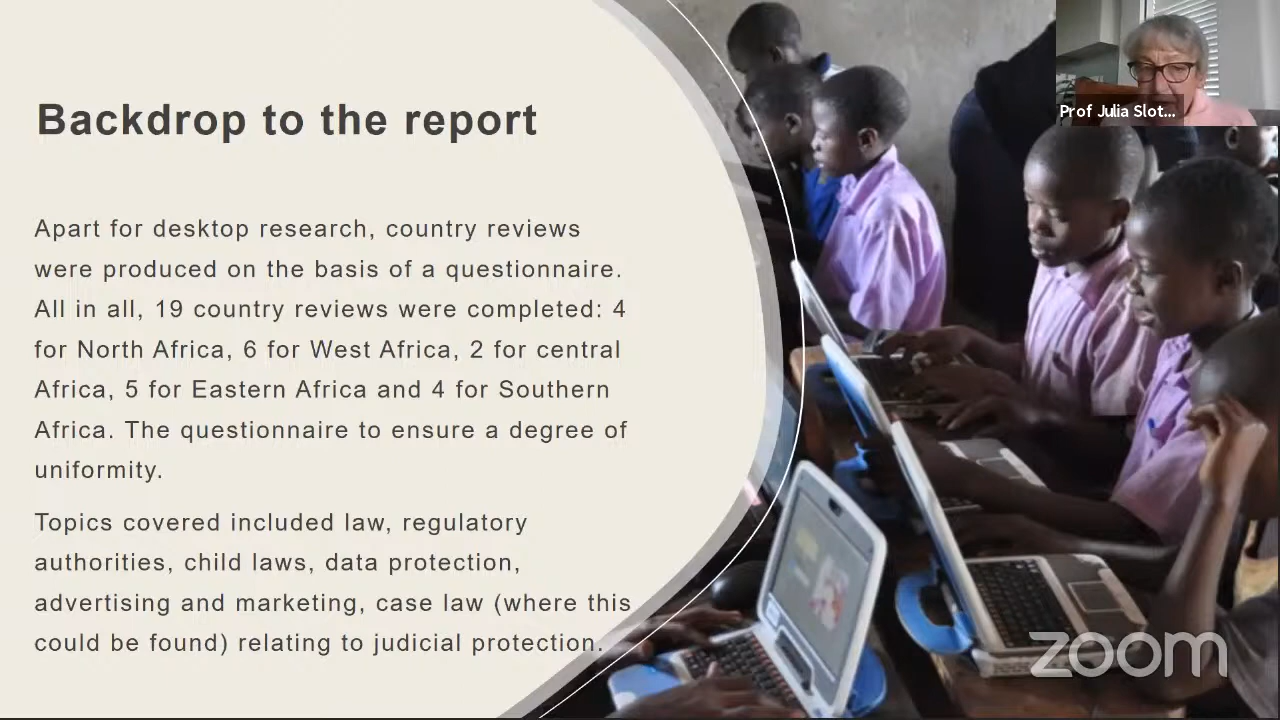 Backdrop to the report
Apart for desktop research, country reviews
were produced on the basis of a questionnaire.
All in all, 19 country reviews were completed: 4
for North Africa, 6 for West Africa, 2 for central
Africa, 5 for Eastern Africa and 4 for Southern
Africa. The questionnaire to ensure a degree of
uniformity.
Topics covered included law, regulatory
authorities, child laws, data protection,
advertising and marketing, case law (where this
could be found) relating to judicial protection.
Prof Julia Slot...
zoom